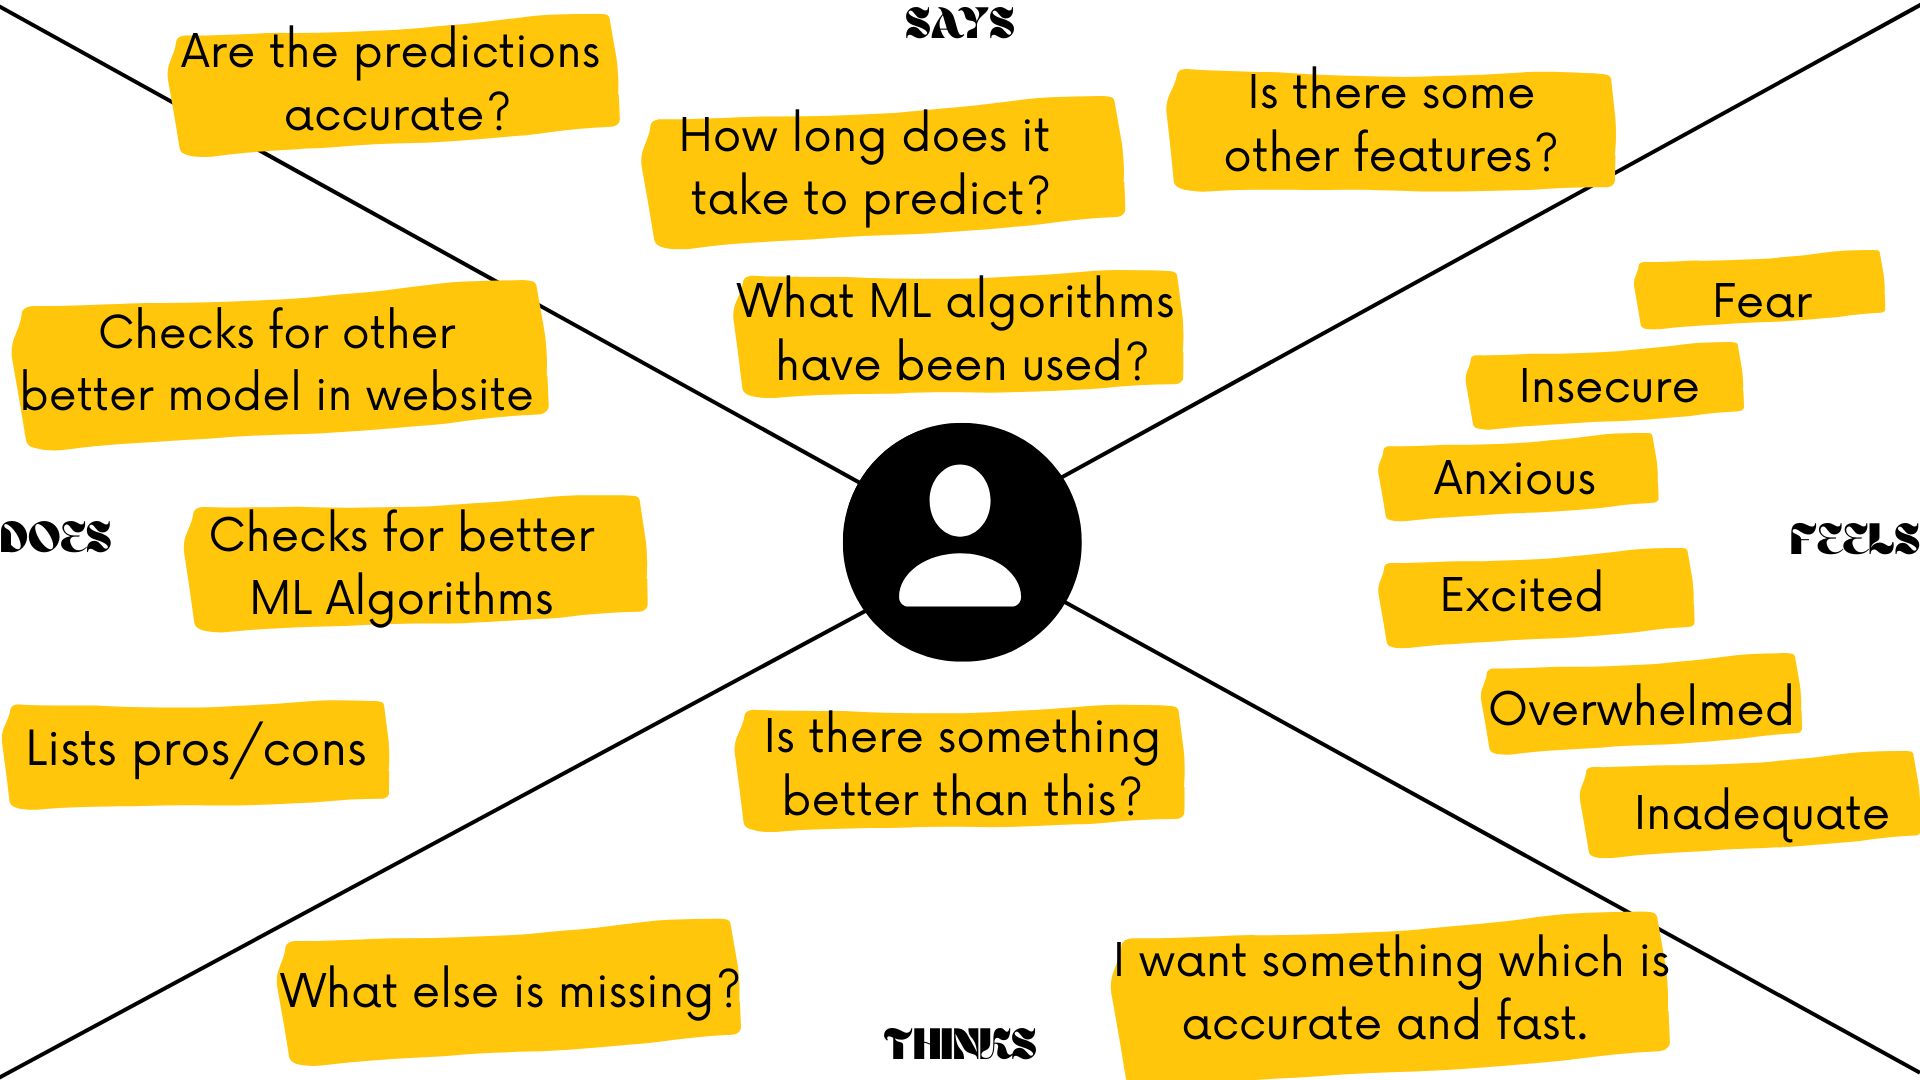 SAYS
Are the predictions
accurate?
How long does it
take to predict?
Is there some
other features?
What ML algorithms
have been used?
DOES
Checks for other
better model in website
Checks for better
ML Algorithms
Lists pros/cons
FEELS
Fear
Insecure
Anxious
Excited
Overwhelmed
Inadequate
Is there something
better than this?
What else is missing?
I want something which is
accurate and fast.
THINKS